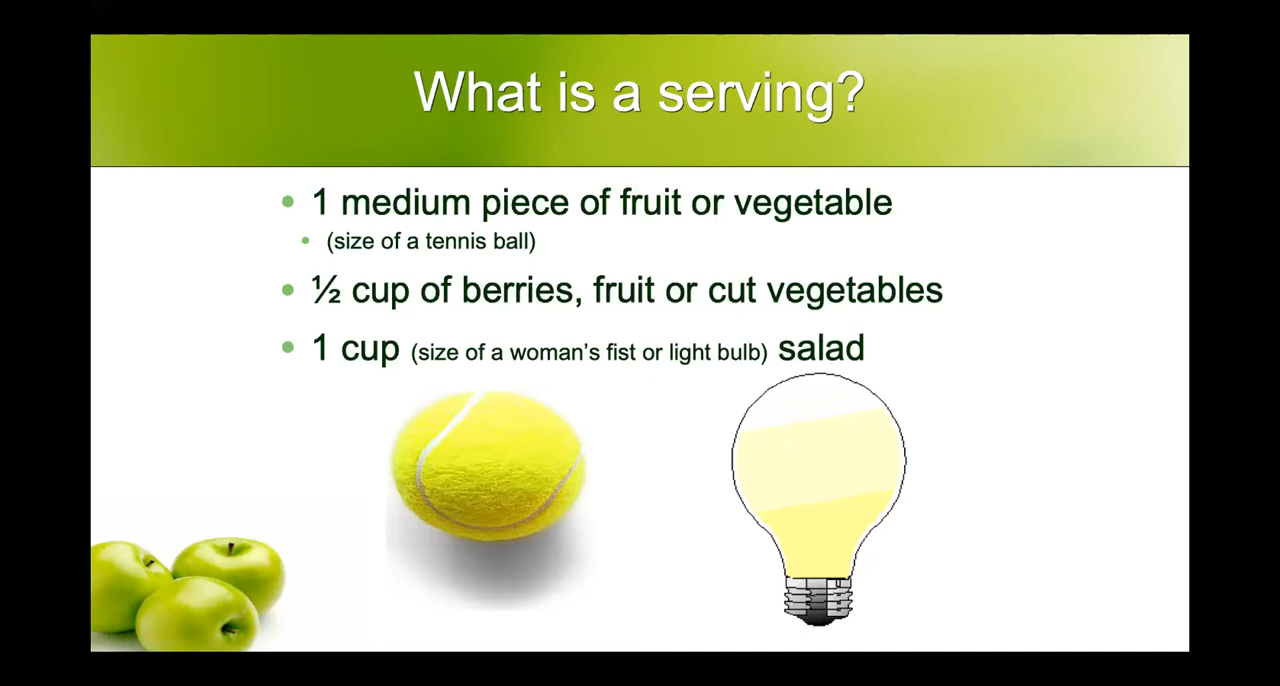 What is a serving?
• 1 medium piece of fruit or vegetable
• (size of a tennis ball)
• ½ cup of berries, fruit or cut vegetables
• 1 cup (size of a woman’s fist or light bulb) salad